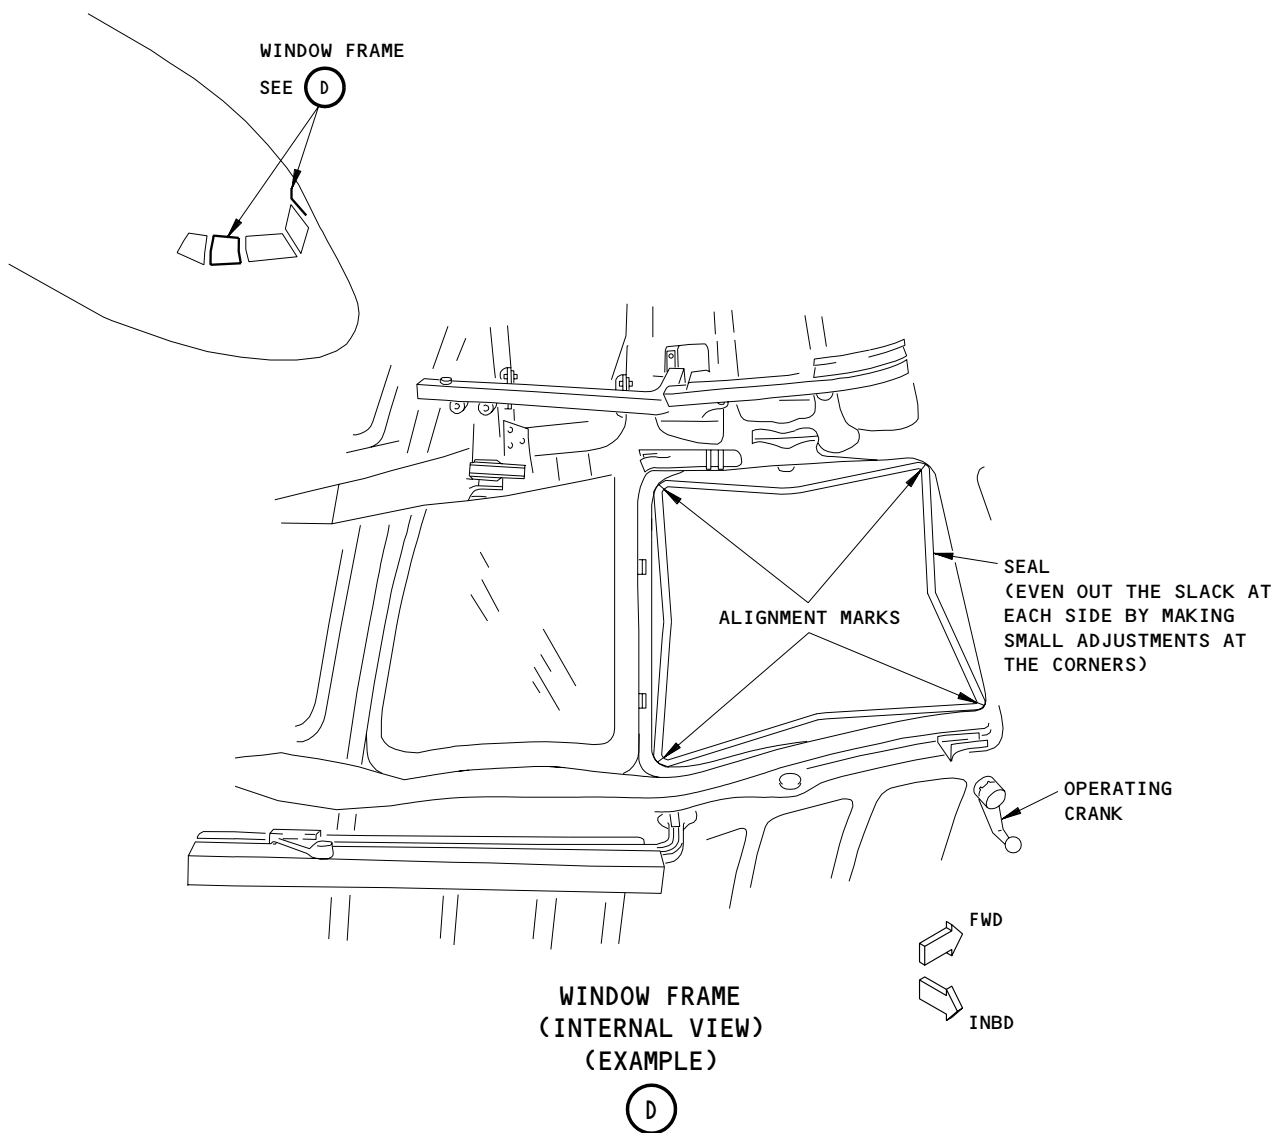 WINDOW FRAME
SEE D
SEAL
(EVEN OUT THE SLACK AT
EACH SIDE BY MAKING
SMALL ADJUSTMENTS AT
THE CORNERS)
ALIGNMENT MARKS
OPERATING
CRANK
FWD
INBD
WINDOW FRAME
(INTERNAL VIEW)
(EXAMPLE)
D